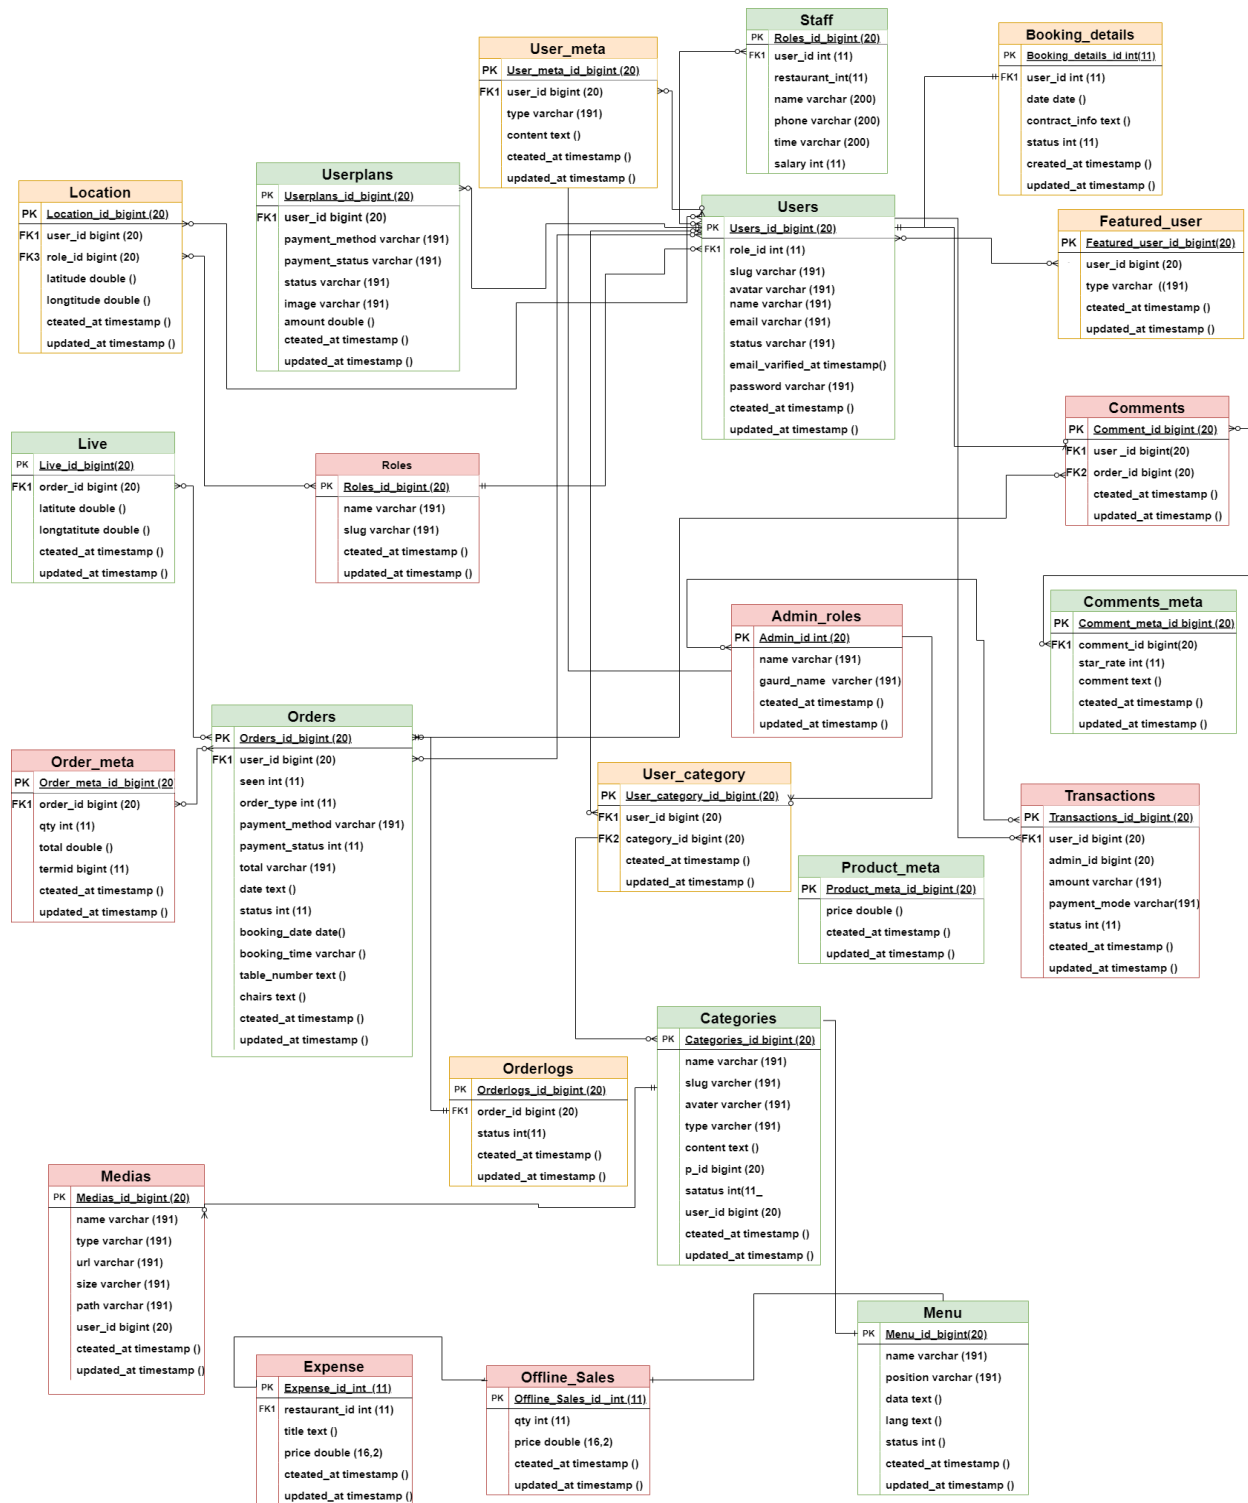 Staff
PK Roles_id_bigint (20)
FK1 user_id int (11)
restaurant_int(11)
name varchar (200)
phone varchar (200)
time varchar (200)
salary int (11)
Booking_details
PK Booking_details_id int(11)
FK1 user_id int (11)
date date ()
contract_info text ()
status int (11)
created_at timestamp ()
updated_at timestamp ()
User_meta
PK User_meta_id_bigint (20)
FK1 user_id bigint (20)
type varchar (191)
content text ()
cteated_at timestamp ()
updated_at timestamp ()
Userplans
PK Userplans_id_bigint (20)
FK1 user_id bigint (20)
payment_method varchar (191)
payment_status varchar (191)
status varchar (191)
image varchar (191)
amount double ()
cteated_at timestamp ()
updated_at timestamp ()
Location
PK Location_id_bigint (20)
FK1 user_id bigint (20)
FK3 role_id bigint (20)
latitude double ()
longtitude double ()
cteated_at timestamp ()
updated_at timestamp ()
Users
PK Users_id_bigint (20)
FK1 role_id int (11)
slug varchar (191)
avatar varchar (191)
name varchar (191)
email varchar (191)
status varchar (191)
email_varified_at timestamp()
password varchar (191)
cteated_at timestamp ()
updated_at timestamp ()
Featured_user
PK Featured_user_id_bigint(20)
user_id bigint (20)
type varchar ((191)
cteated_at timestamp ()
updated_at timestamp ()
Comments
PK Comment_id bigint (20)
FK1 user _id bigint(20)
FK2 order_id bigint (20)
cteated_at timestamp ()
updated_at timestamp ()
Live
PK Live_id_bigint(20)
FK1 order_id bigint (20)
latitute double ()
longtatitute double ()
cteated_at timestamp ()
updated_at timestamp ()
Roles
PK Roles_id_bigint (20)
name varchar (191)
slug varchar (191)
cteated_at timestamp ()
updated_at timestamp ()
Comments_meta
PK Comment_meta_id bigint (20)
FK1 comment_id bigint(20)
star_rate int (11)
comment text ()
cteated_at timestamp ()
updated_at timestamp ()
Admin_roles
PK Admin_id int (20)
name varchar (191)
gaurd_name varcher (191)
cteated_at timestamp ()
updated_at timestamp ()
Orders
PK Orders_id_bigint (20)
FK1 user_id bigint (20)
seen int (11)
order_type int (11)
payment_method varchar (191)
payment_status int (11)
total varchar (191)
date text ()
status int (11)
booking_date date()
booking_time varchar ()
table_number text ()
chairs text ()
cteated_at timestamp ()
updated_at timestamp ()
Order_meta
PK Order_meta_id_bigint (20
FK1 order_id bigint (20)
qty int (11)
total double ()
termid bigint (11)
cteated_at timestamp ()
updated_at timestamp ()
User_category
PK User_category_id_bigint (20)
FK1 user_id bigint (20)
FK2 category_id bigint (20)
cteated_at timestamp ()
updated_at timestamp ()
Transactions
PK Transactions_id_bigint (20)
FK1 user_id bigint (20)
admin_id bigint (20)
amount varchar (191)
payment_mode varchar(191)
status int (11)
cteated_at timestamp ()
updated_at timestamp ()
Product_meta
PK Product_meta_id_bigint (20)
price double ()
cteated_at timestamp ()
updated_at timestamp ()
Categories
PK Categories_id bigint (20)
name varchar (191)
slug varcher (191)
avater varcher (191)
type varcher (191)
content text ()
p_id bigint (20)
satatus int(11_
user_id bigint (20)
cteated_at timestamp ()
updated_at timestamp ()
Orderlogs
PK Orderlogs_id_bigint (20)
FK1 order_id bigint (20)
status int(11)
cteated_at timestamp ()
updated_at timestamp ()
Medias
PK Medias_id_bigint (20)
name varchar (191)
type varchar (191)
url varchar (191)
size varcher (191)
path varchar (191)
user_id bigint (20)
cteated_at timestamp ()
updated_at timestamp ()
Menu
PK Menu_id_bigint(20)
name varchar (191)
position varchar (191)
data text ()
lang text ()
status int ()
cteated_at timestamp ()
updated_at timestamp ()
Expense
PK Expense_id_int_(11)
FK1 restaurant_id int (11)
title text ()
price double (16,2)
cteated_at timestamp ()
updated_at timestamp ()
Offline_Sales
PK Offline_Sales_id _int (11)
qty int (11)
price double (16,2)
cteated_at timestamp ()
updated_at timestamp ()